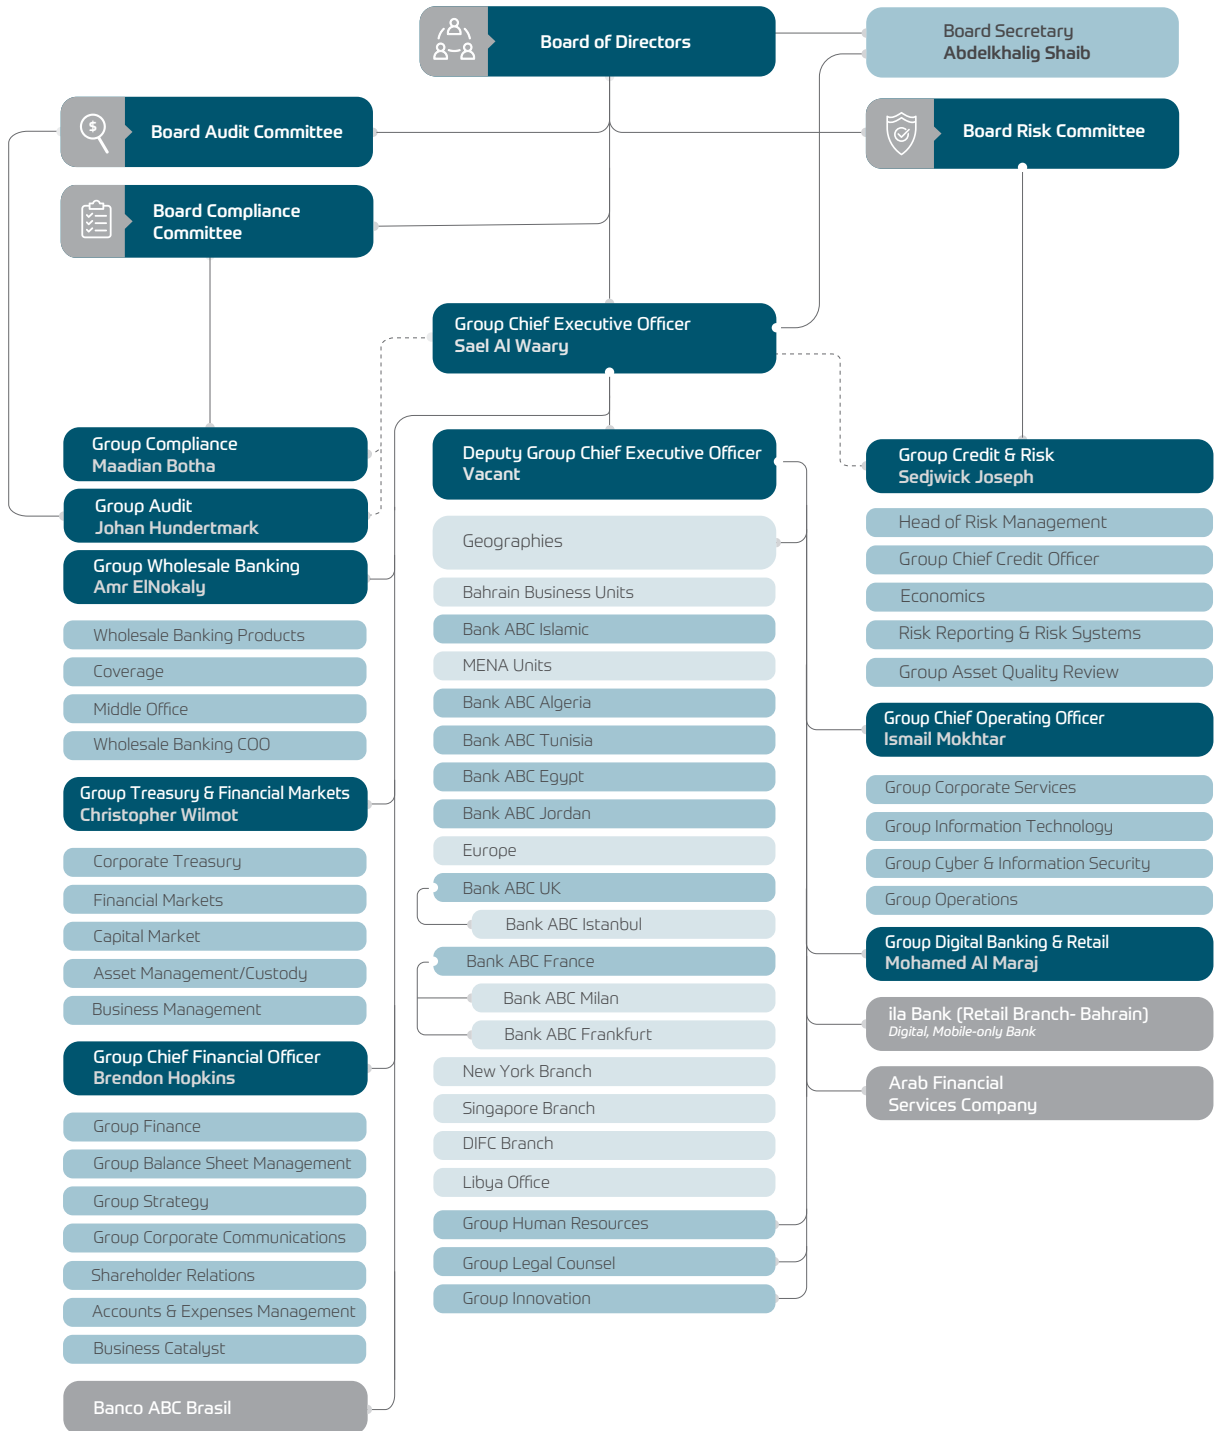 Board of Directors
Board Secretary
Abdelkhalig Shaib
Board Audit Committee
Board Risk Committee
Board Compliance
Committee
Group Chief Executive Officer
Sael Al Waary
Group Compliance
Maadian Botha
Group Audit
Johan Hundertmark
Group Wholesale Banking
Amr ElNokaly
Wholesale Banking Products
Coverage
Middle Office
Wholesale Banking COO
Group Treasury & Financial Markets
Christopher Wilmot
Corporate Treasury
Financial Markets
Capital Market
Asset Management/Custody
Business Management
Group Chief Financial Officer
Brendon Hopkins
Group Finance
Group Balance Sheet Management
Group Strategy
Group Corporate Communications
Shareholder Relations
Accounts & Expenses Management
Business Catalyst
Banco ABC Brasil
Deputy Group Chief Executive Officer
Vacant
Geographies
Bahrain Business Units
Bank ABC Islamic
MENA Units
Bank ABC Algeria
Bank ABC Tunisia
Bank ABC Egypt
Bank ABC Jordan
Europe
Bank ABC UK
Bank ABC Istanbul
Bank ABC France
Bank ABC Milan
Bank ABC Frankfurt
New York Branch
Singapore Branch
DIFC Branch
Libya Office
Group Human Resources
Group Legal Counsel
Group Innovation
Group Credit & Risk
Sedjwick Joseph
Head of Risk Management
Group Chief Credit Officer
Economics
Risk Reporting & Risk Systems
Group Asset Quality Review
Group Chief Operating Officer
Ismail Mokhtar
Group Corporate Services
Group Information Technology
Group Cyber & Information Security
Group Operations
Group Digital Banking & Retail
Mohamed Al Maraj
ila Bank (Retail Branch- Bahrain)
Digital, Mobile-only Bank
Arab Financial
Services Company